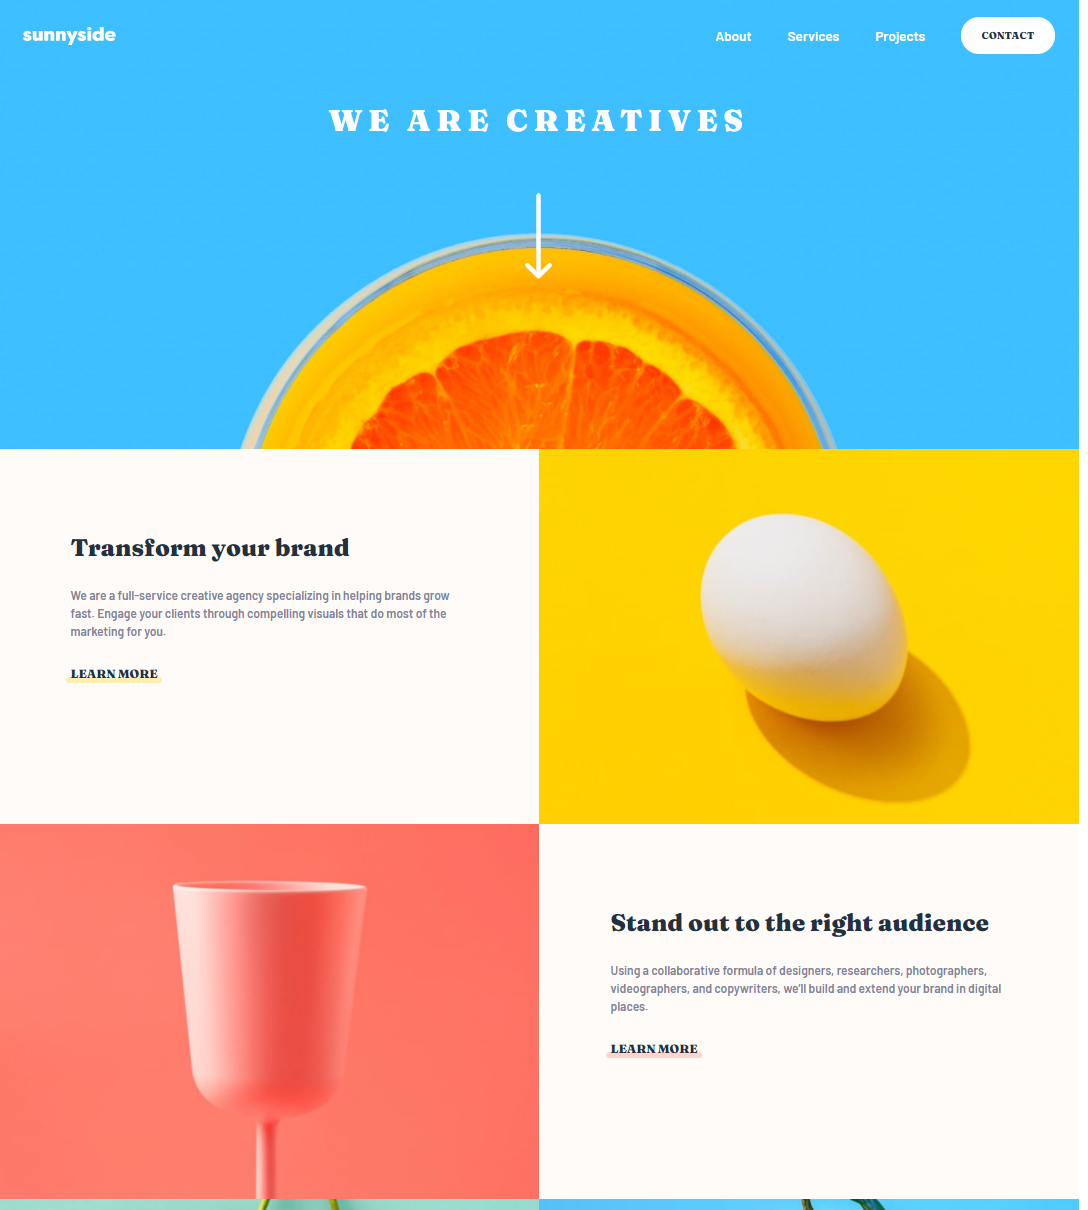 sunnyside
About Services Projects CONTACT
WE ARE CREATIVES
Transform your brand
We are a full-service creative agency specializing in helping brands grow
fast. Engage your clients through compelling visuals that do most of the
marketing for you.
LEARN MORE
Stand out to the right audience
Using a collaborative formula of designers, researchers, photographers,
videographers, and copywriters, we'll build and extend your brand in digital
places.
LEARN MORE